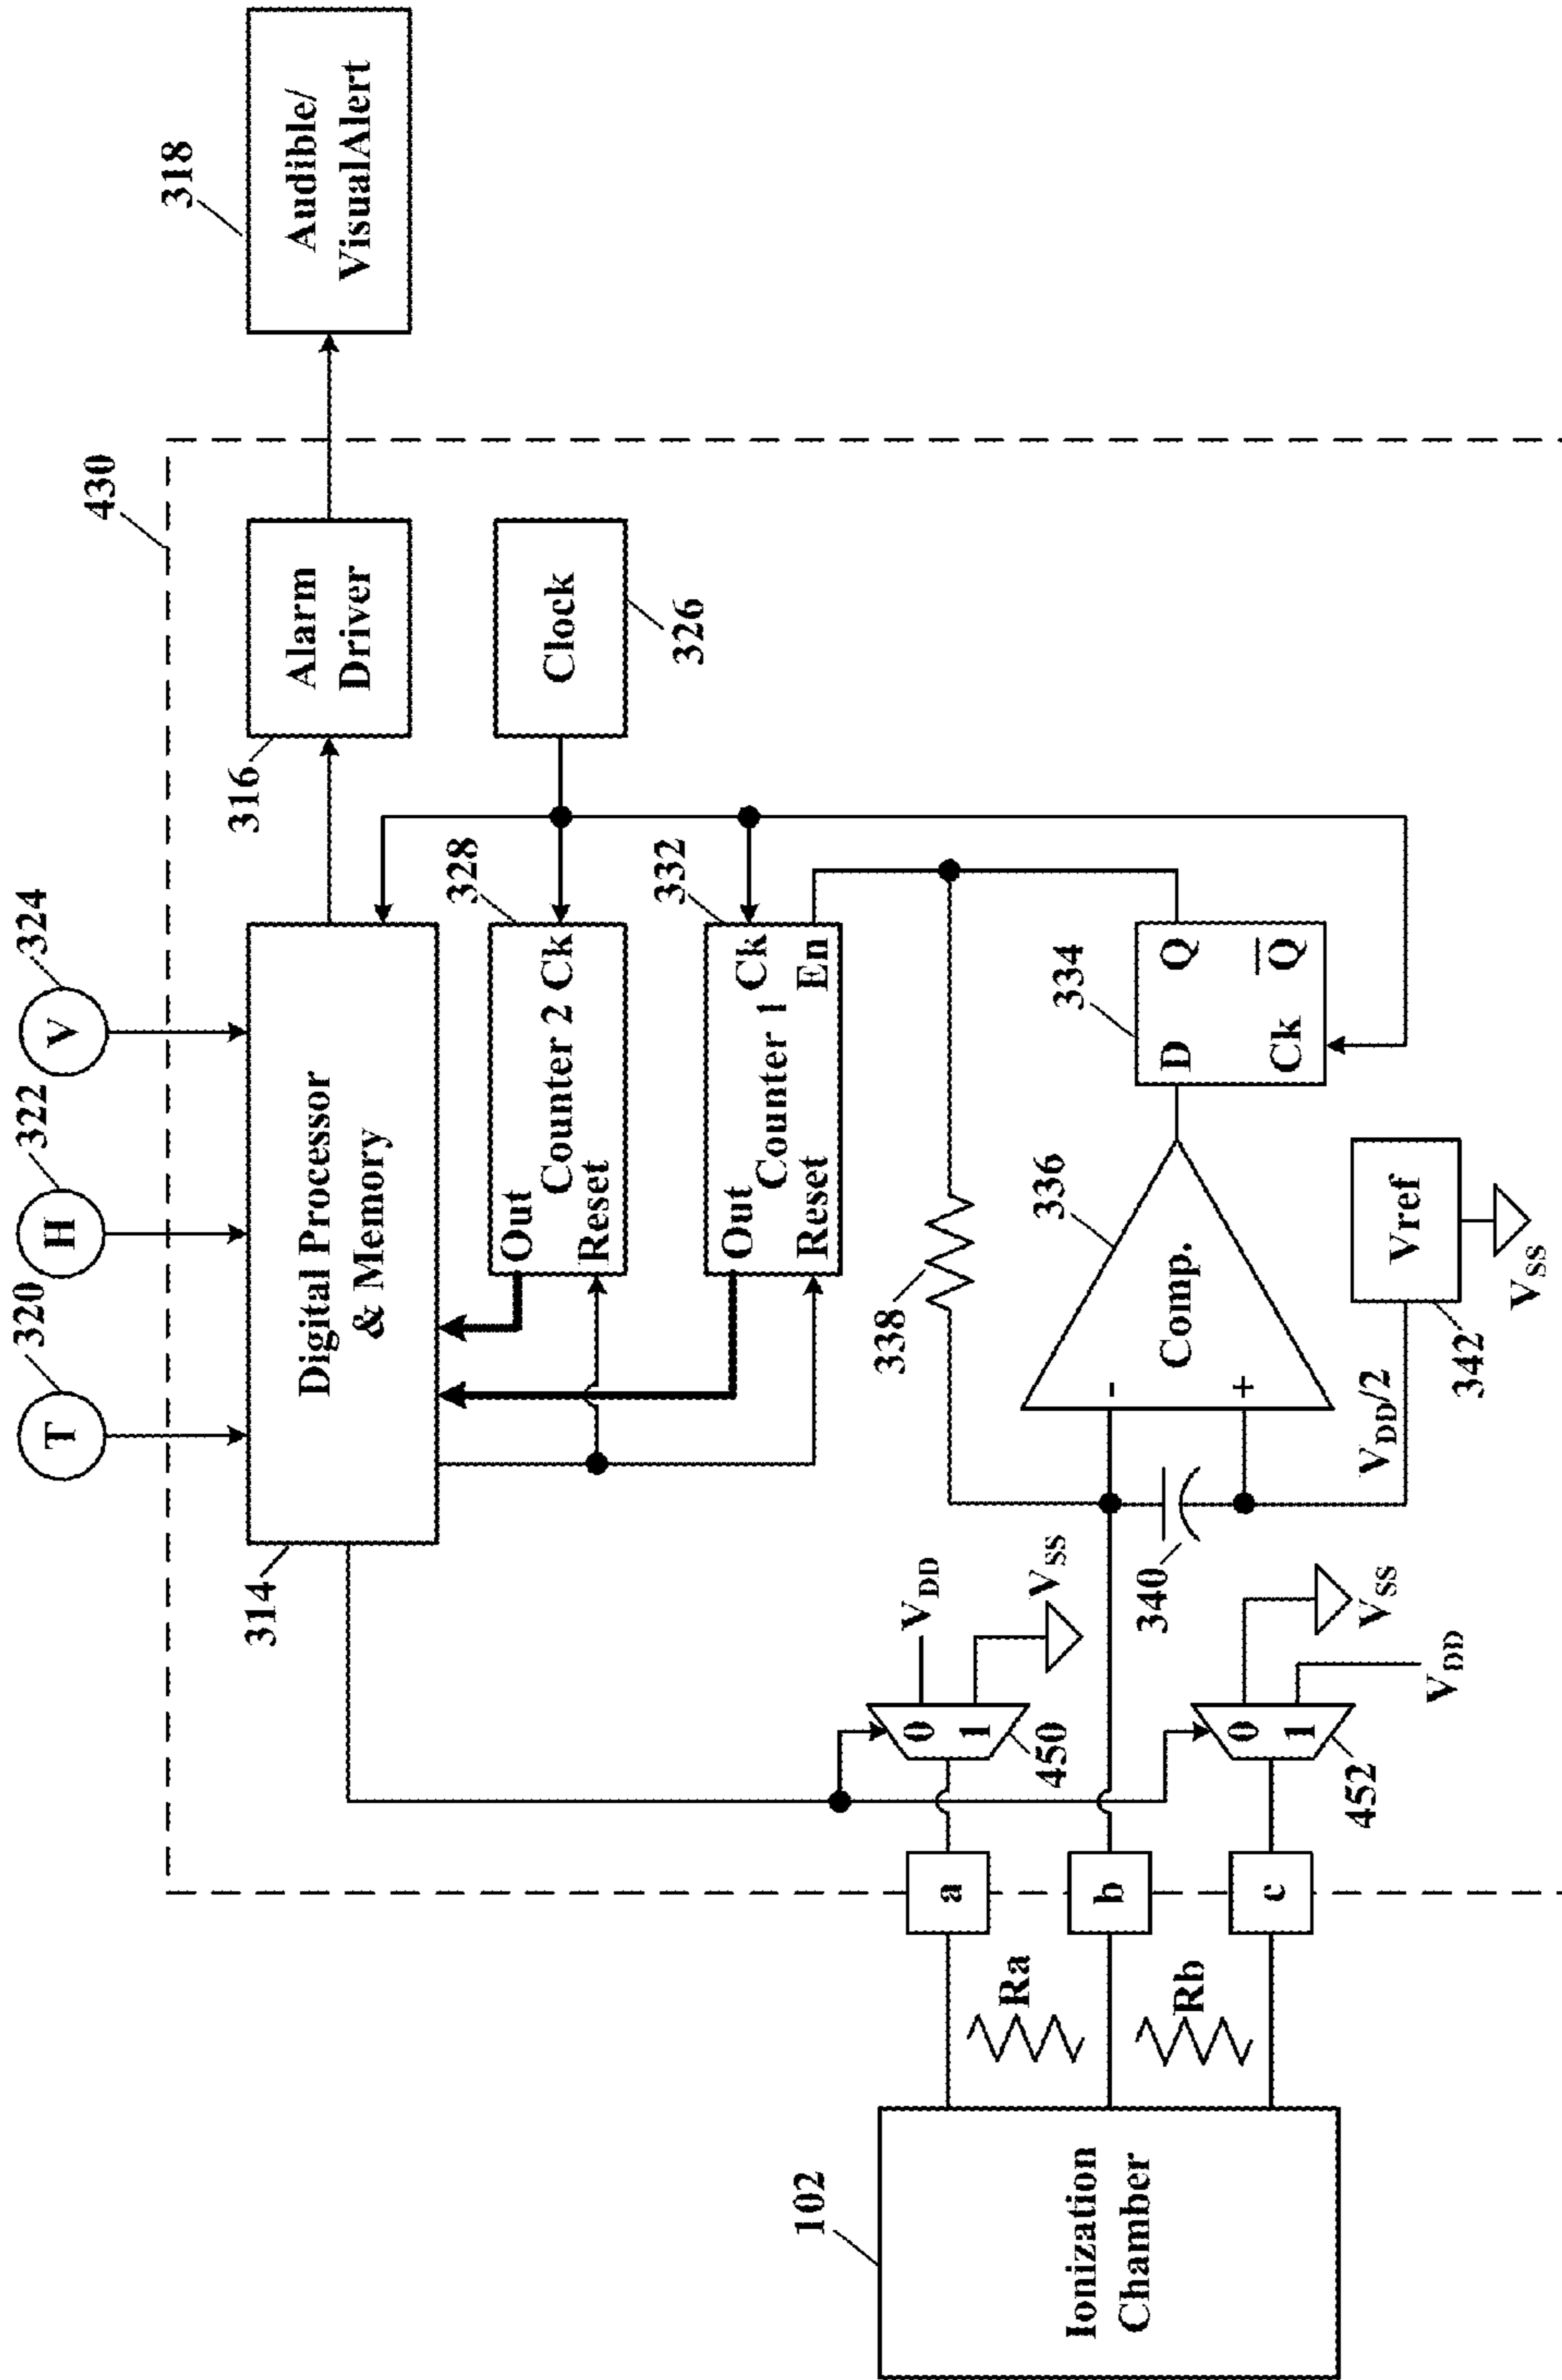 320
322
324
T
H
V
430
318
Digital Processor
& Memory
314
316
Alarm
Driver
Audible/
VisualAlert
328
Out
Counter 2 Ck
Reset
Clock
326
332
Out
Ck
Counter 1
Reset
En
VDD
0
1
VSS
450
338
334
D
Q
Ck
Q
336
Comp.
-
+
340
102
Ionization
Chamber
Ra
Rb
a
b
c
0
1
VSS
VDD
452
VDD/2
Vref
342
VSS